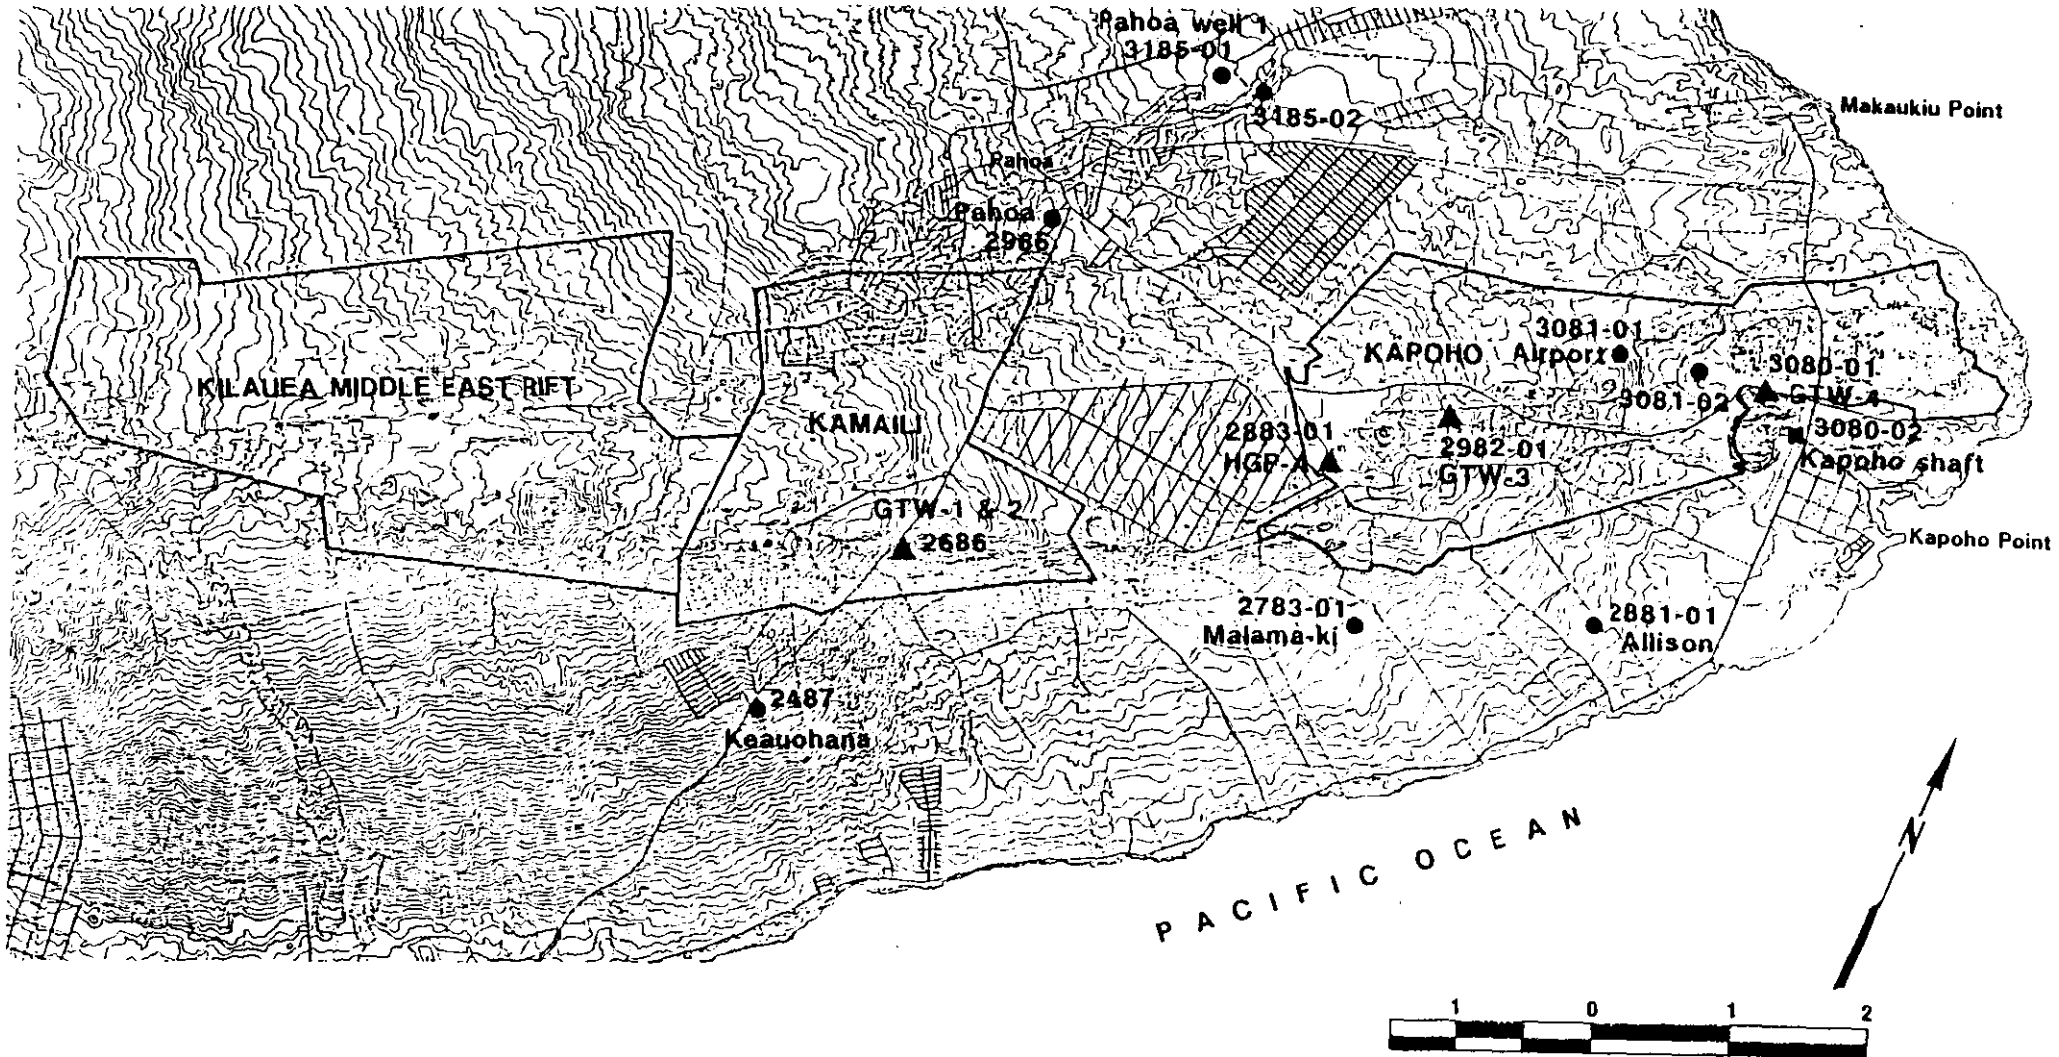 Pahoa well 1
3185-01
3185-02
Makaukiu Point
Pahoa
Pahoa
2986
3081-01
KAPOHO
Airport
3080-01
GTW-4
3081-02
KILAUEA MIDDLE EAST RIFT
KAMAILI
2883-01
HGP-A
2982-01
GTW-3
3080-02
Kapoho shaft
GTW-1 & 2
2686
Kapoho Point
2783-01
Malama-ki
2881-01
Allison
2487
Keauohana
PACIFIC OCEAN
N
1 0 1 2